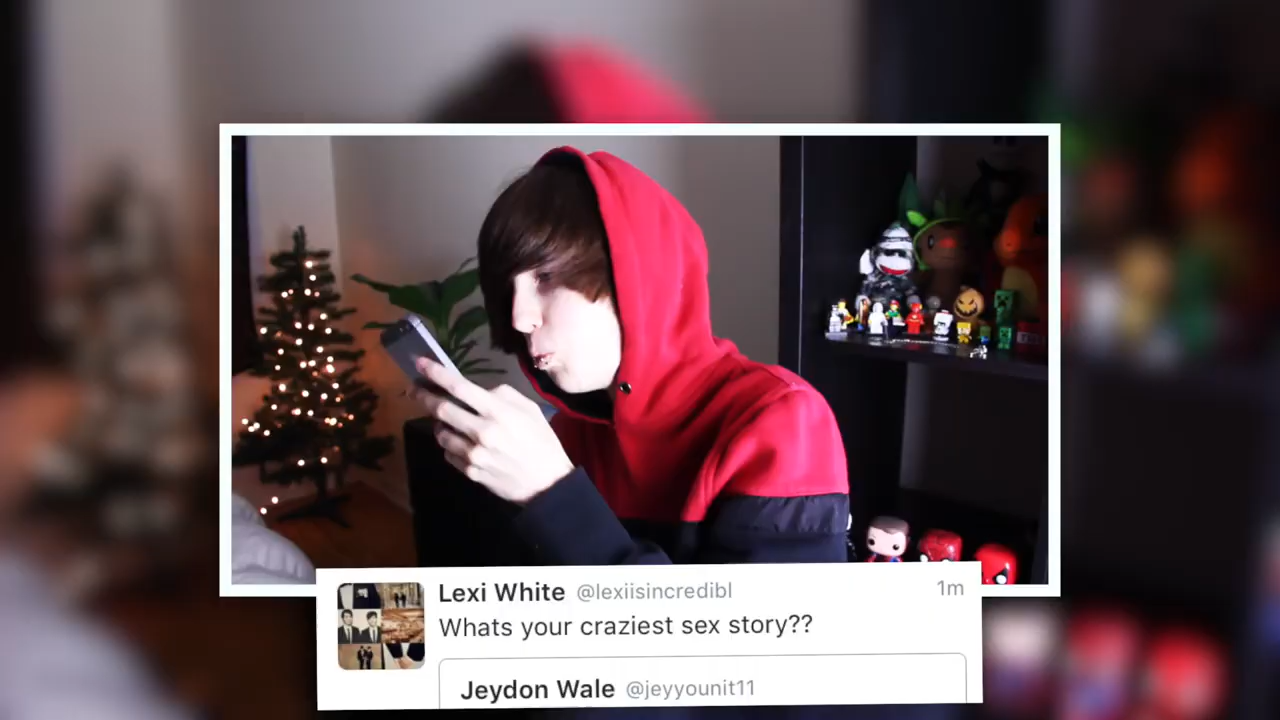 Lexi White @lexiisincredibl 1m
Whats your craziest sex story??
Jeydon Wale @jeyyounit11